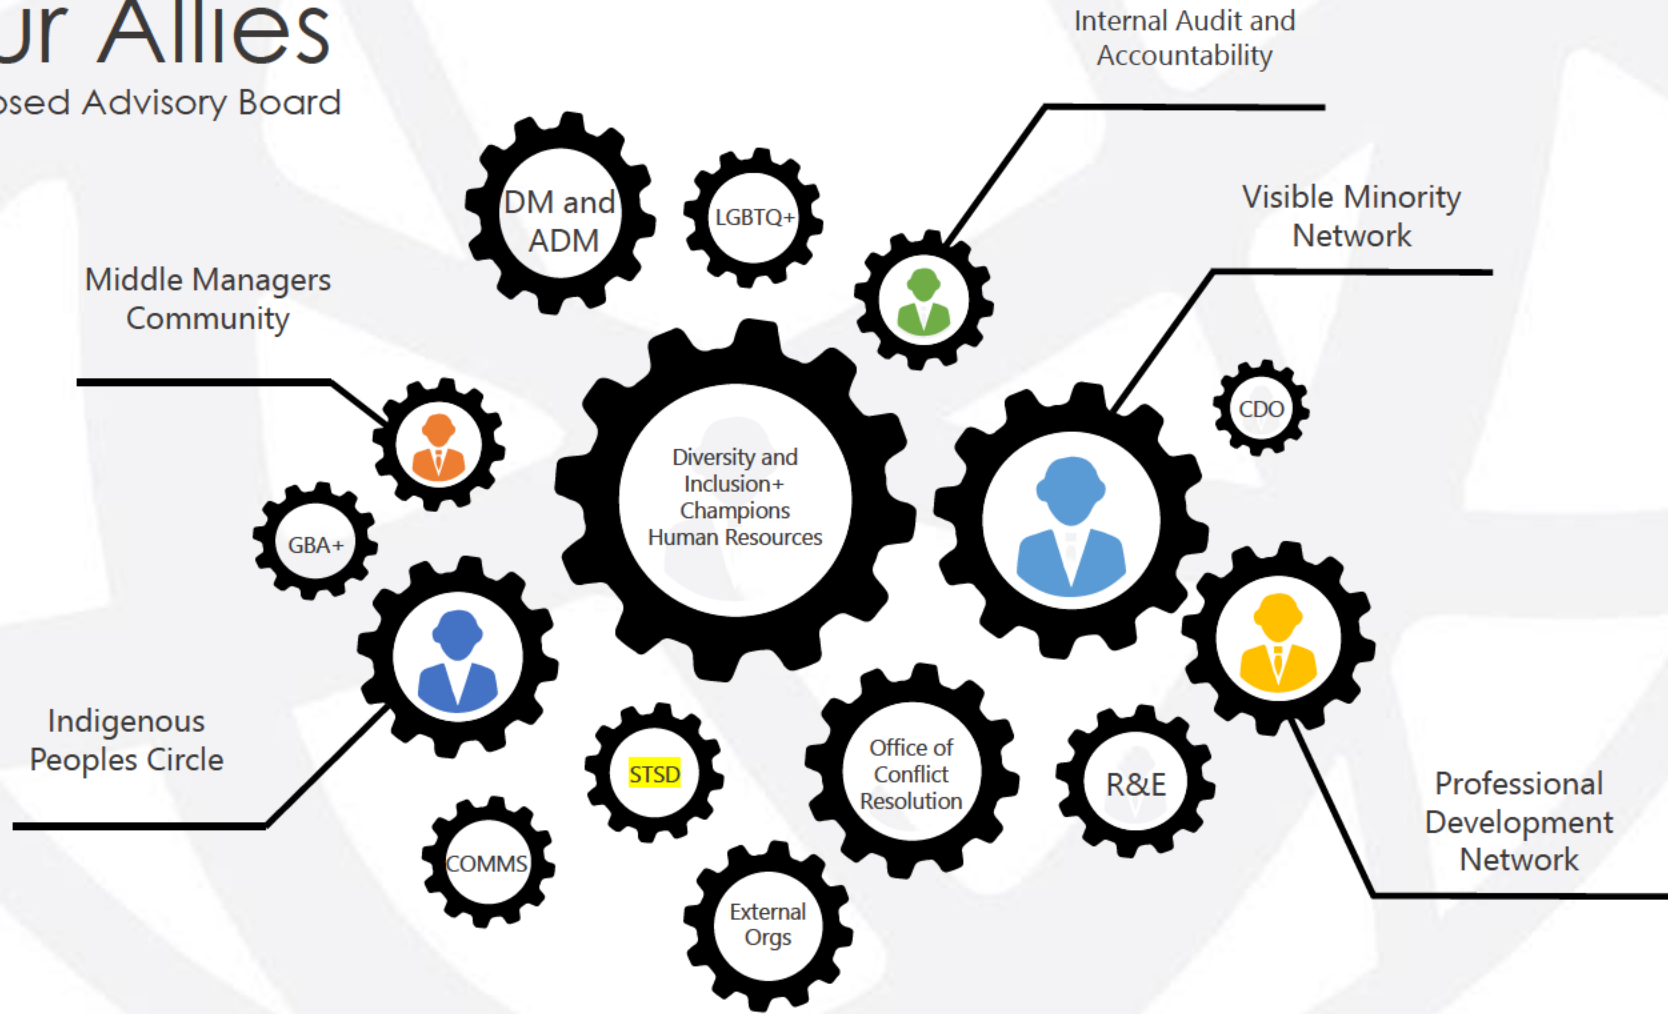 ur Allies
osed Advisory Board
Internal Audit and
Accountability
DM and
ADM
LGBTQ+
Visible Minority
Network
Middle Managers
Community
CDO
Diversity and
Inclusion+
Champions
Human Resources
GBA+
Indigenous
Peoples Circle
STSD
Office of
Conflict
Resolution
R&E
Professional
Development
Network
COMMS
External
Orgs